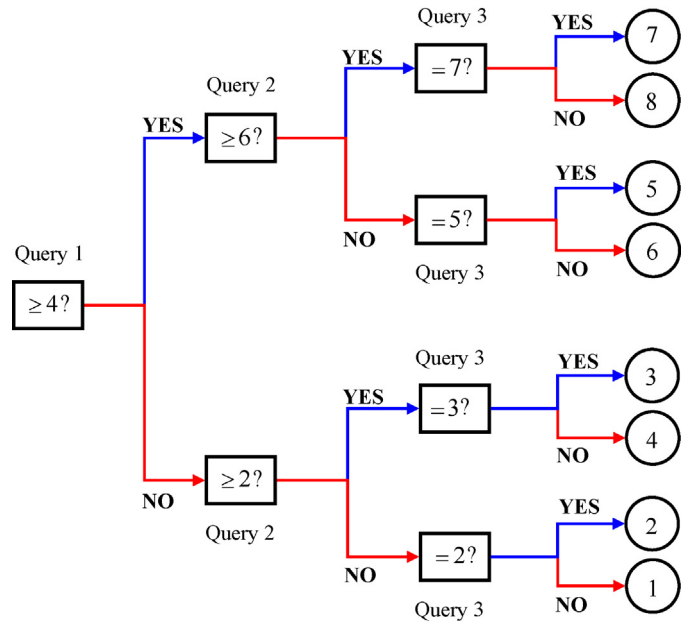 Query 3
YES
7
YES
= 7?
Query 2
8
NO
YES
≥ 6?
YES
5
= 5?
NO
6
Query 1
Query 3
NO
≥ 4?
Query 3
YES
3
YES
= 3?
4
NO
≥ 2?
NO
YES
2
Query 2
= 2?
NO
1
Query 3
NO